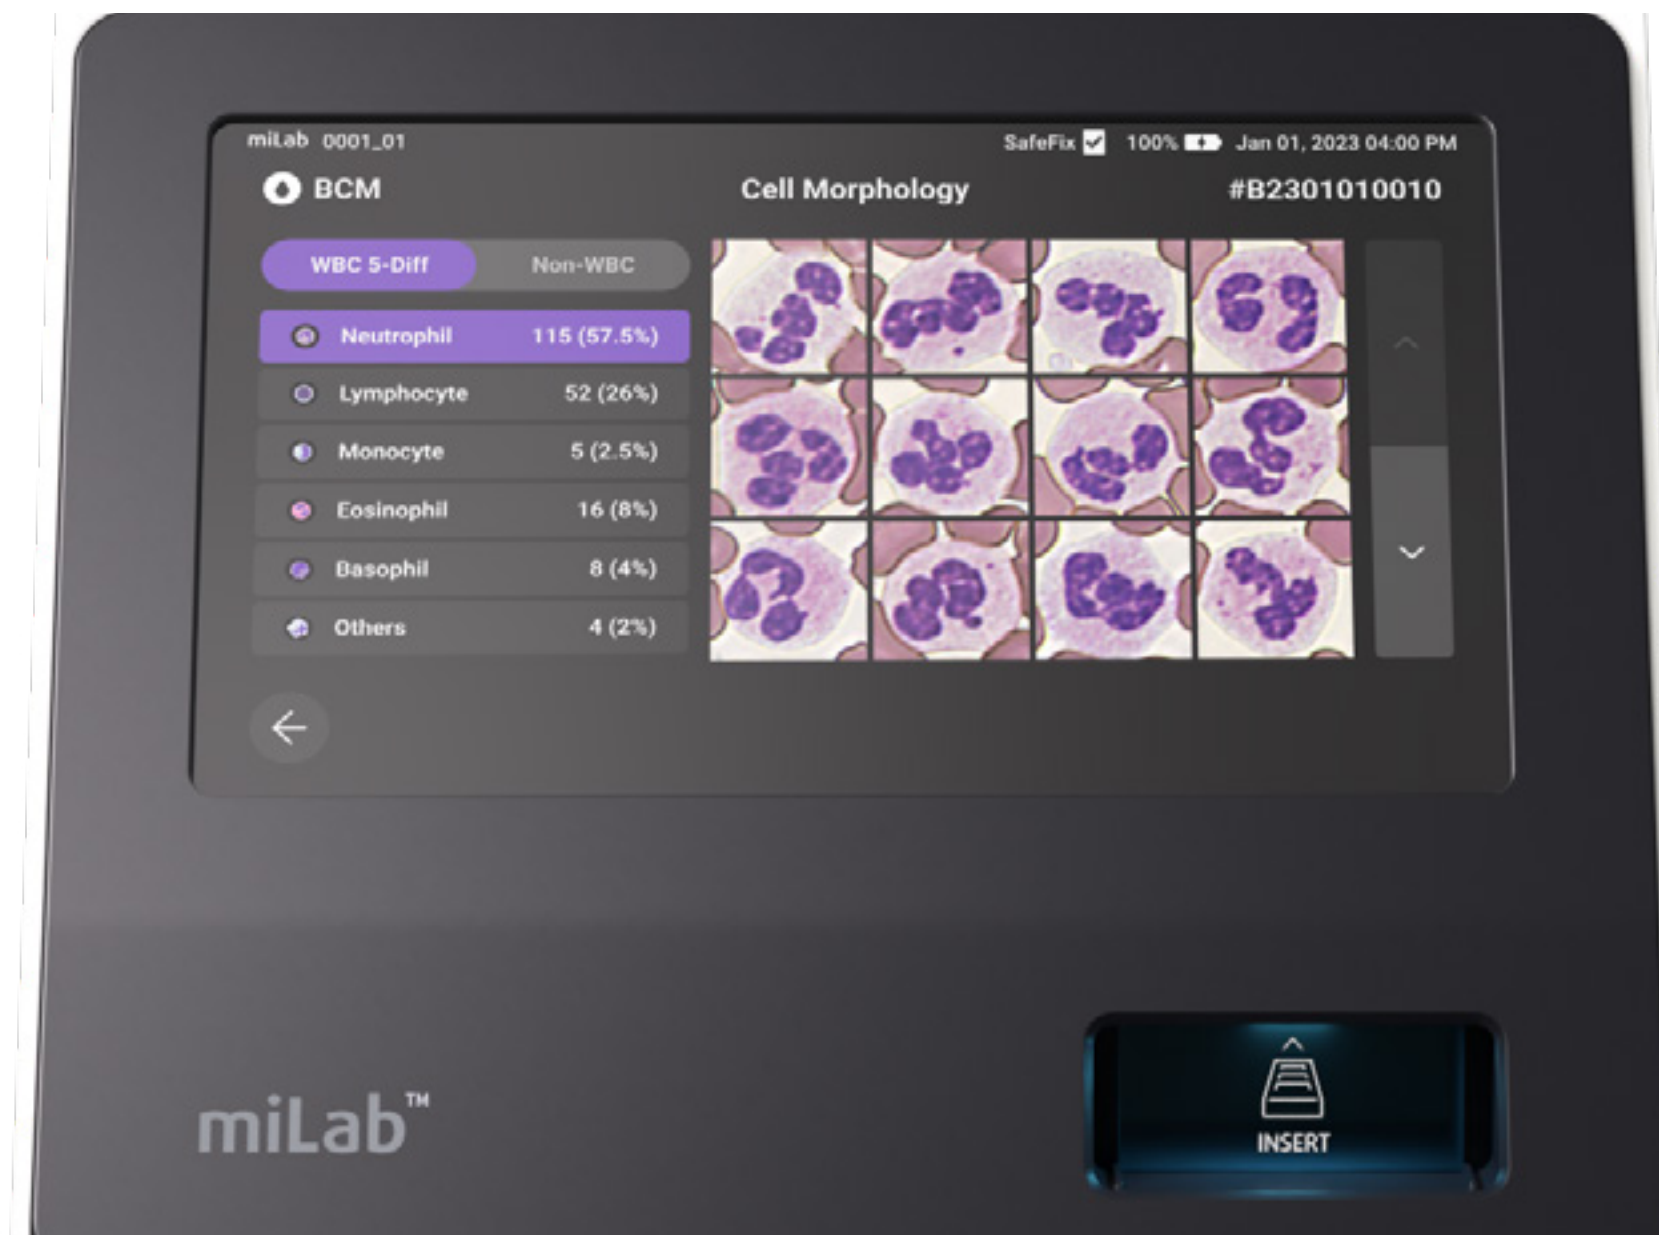 miLab 0001_01 SafeFix 100% Jan 01, 2023 04:00 PM
BCM Cell Morphology #B2301010010
WBC 5-Diff Non-WBC
Neutrophil 115 (57.5%)
Lymphocyte 52 (26%)
Monocyte 5 (2.5%)
Eosinophil 16 (8%)
Basophil 8 (4%)
Others 4 (2%)
miLab™
INSERT